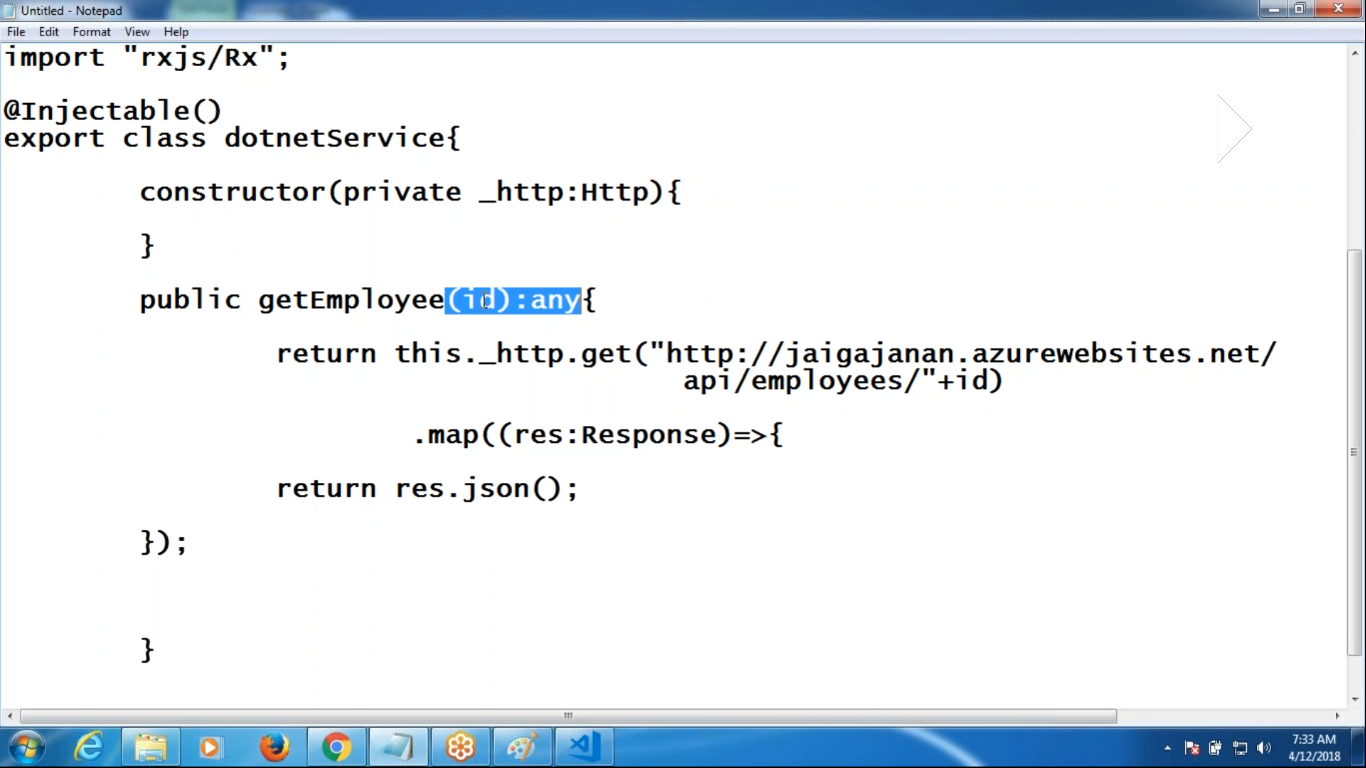 Untitled - Notepad
File Edit Format View Help
import "rxjs/Rx";
@Injectable()
export class dotnetService{
constructor(private _http:Http){
}
public getEmployee(id):any{
return this._http.get("http://jaigajanan.azurewebsites.net/
api/employees/"+id)
.map((res:Response)=>{
return res.json();
});
}
7:33 AM
4/12/2018